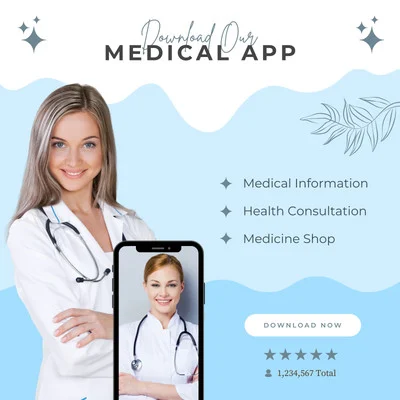 Download Our
MEDICAL APP
Medical Information
Health Consultation
Medicine Shop
DOWNLOAD NOW
1,234,567 Total